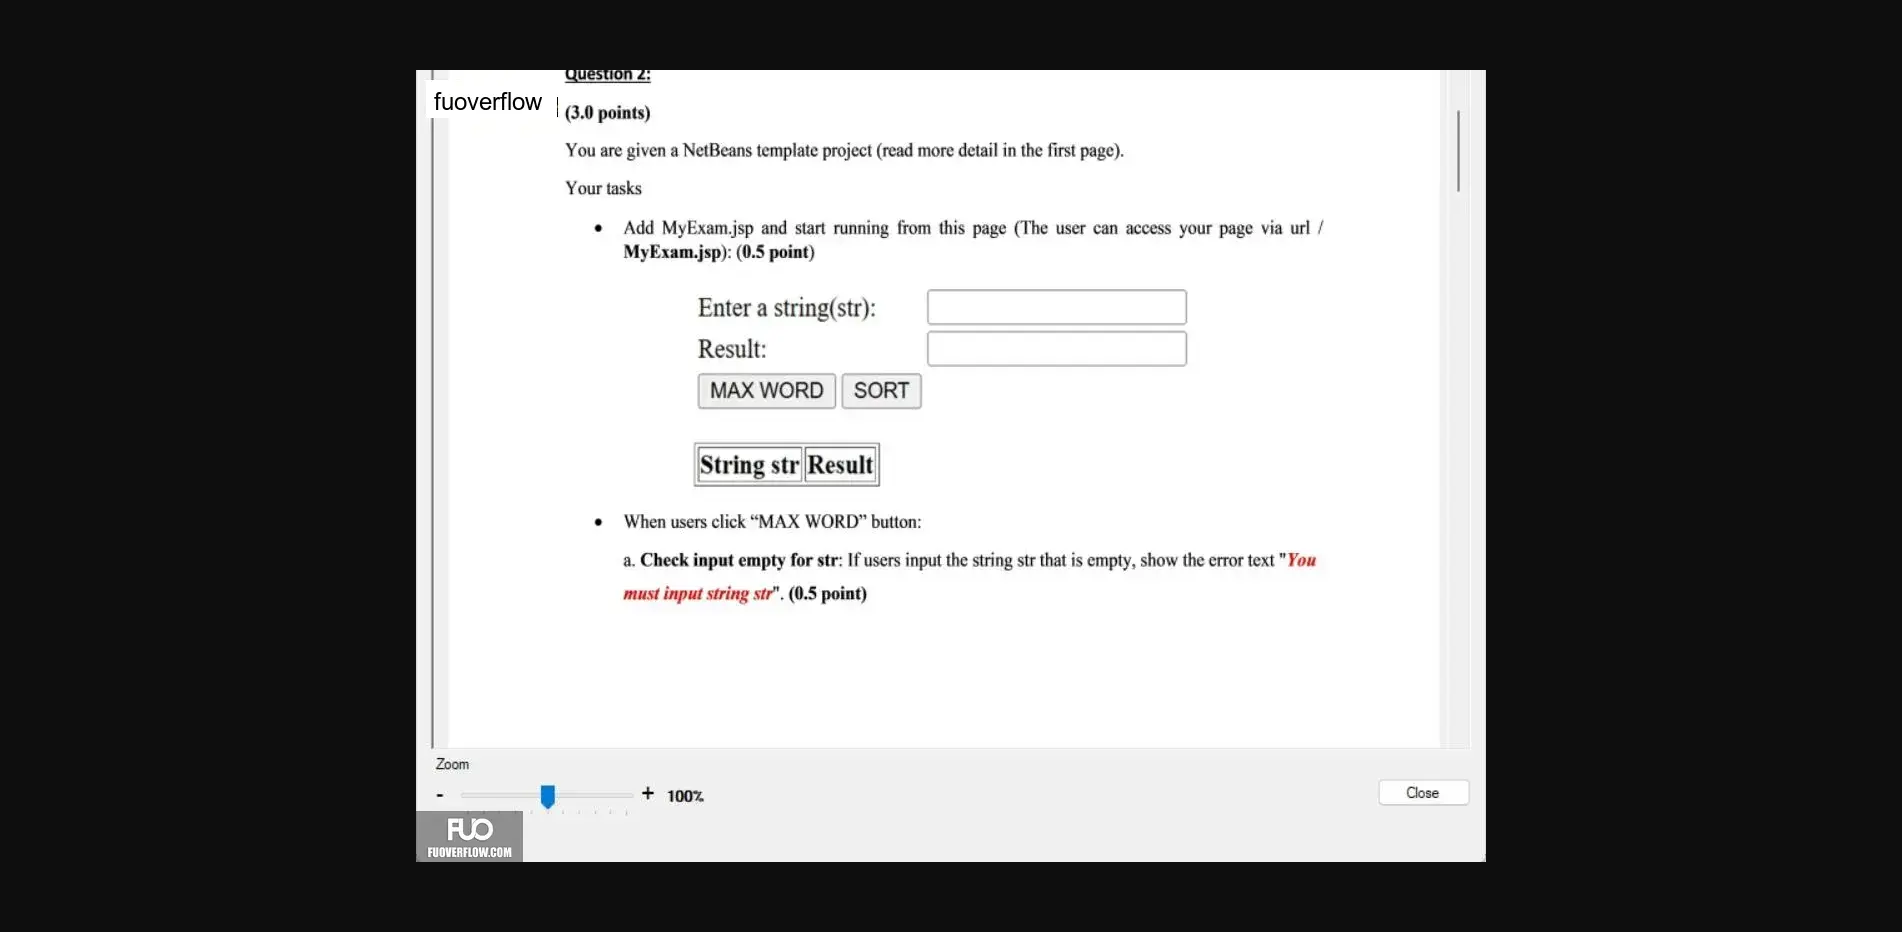 Question 2:
fuoverflow
(3.0 points)
You are given a NetBeans template project (read more detail in the first page).
Your tasks
• Add MyExam.jsp and start running from this page (The user can access your page via url /
MyExam.jsp): (0.5 point)
Enter a string(str):
Result:
MAX WORD SORT
String str Result
• When users click “MAX WORD” button:
a. Check input empty for str: If users input the string str that is empty, show the error text "You
must input string str". (0.5 point)
Zoom
- + 100%
Close
FUO
FUOVERFLOW.COM